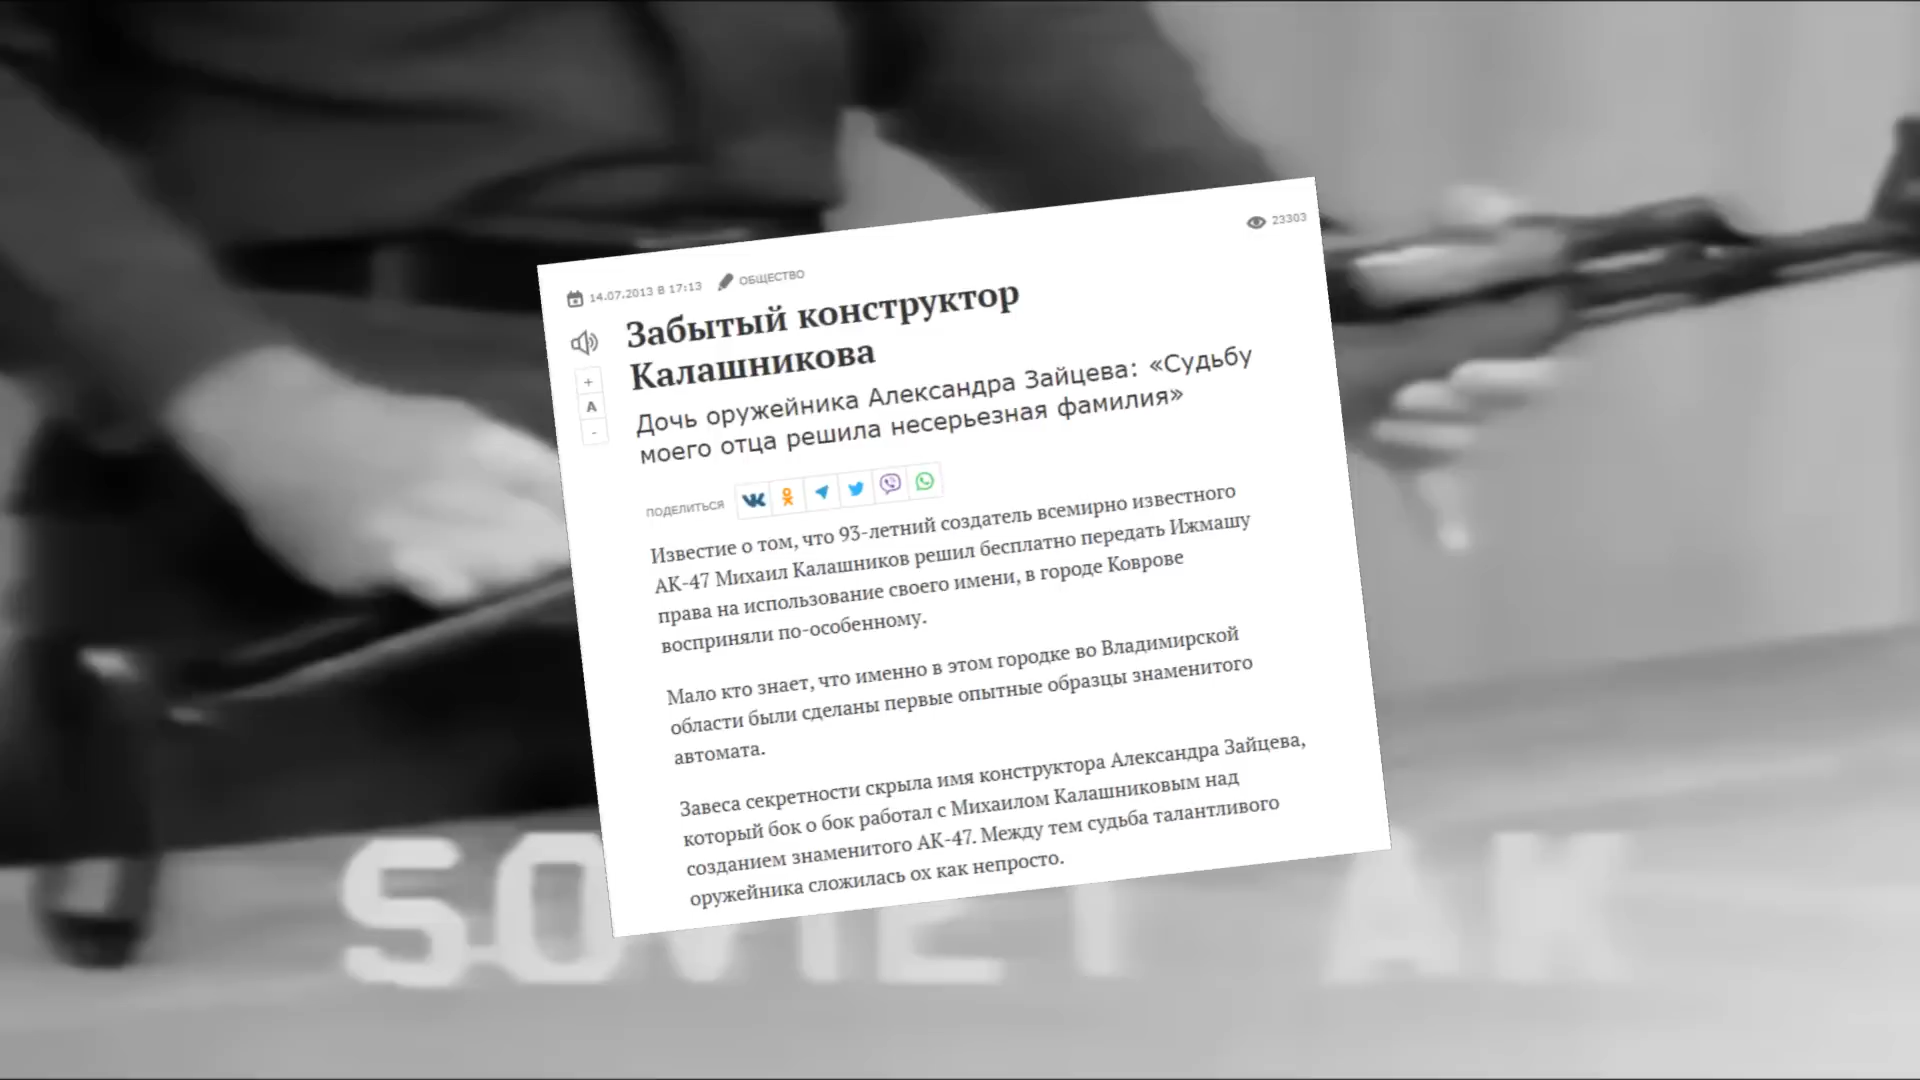 23303
14.07.2013 В 17:13 ОБЩЕСТВО
Забытый конструктор
Калашникова
Дочь оружейника Александра Зайцева: «Судьбу
моего отца решила несерьезная фамилия»
+
A
-
ПОДЕЛИТЬСЯ
Известие о том, что 93-летний создатель всемирно известного
АК-47 Михаил Калашников решил бесплатно передать Ижмашу
права на использование своего имени, в городе Коврове
восприняли по-особенному.
Мало кто знает, что именно в этом городке во Владимирской
области были сделаны первые опытные образцы знаменитого
автомата.
Завеса секретности скрыла имя конструктора Александра Зайцева,
который бок о бок работал с Михаилом Калашниковым над
созданием знаменитого АК-47. Между тем судьба талантливого
оружейника сложилась ох как непросто.
SOVIET AK